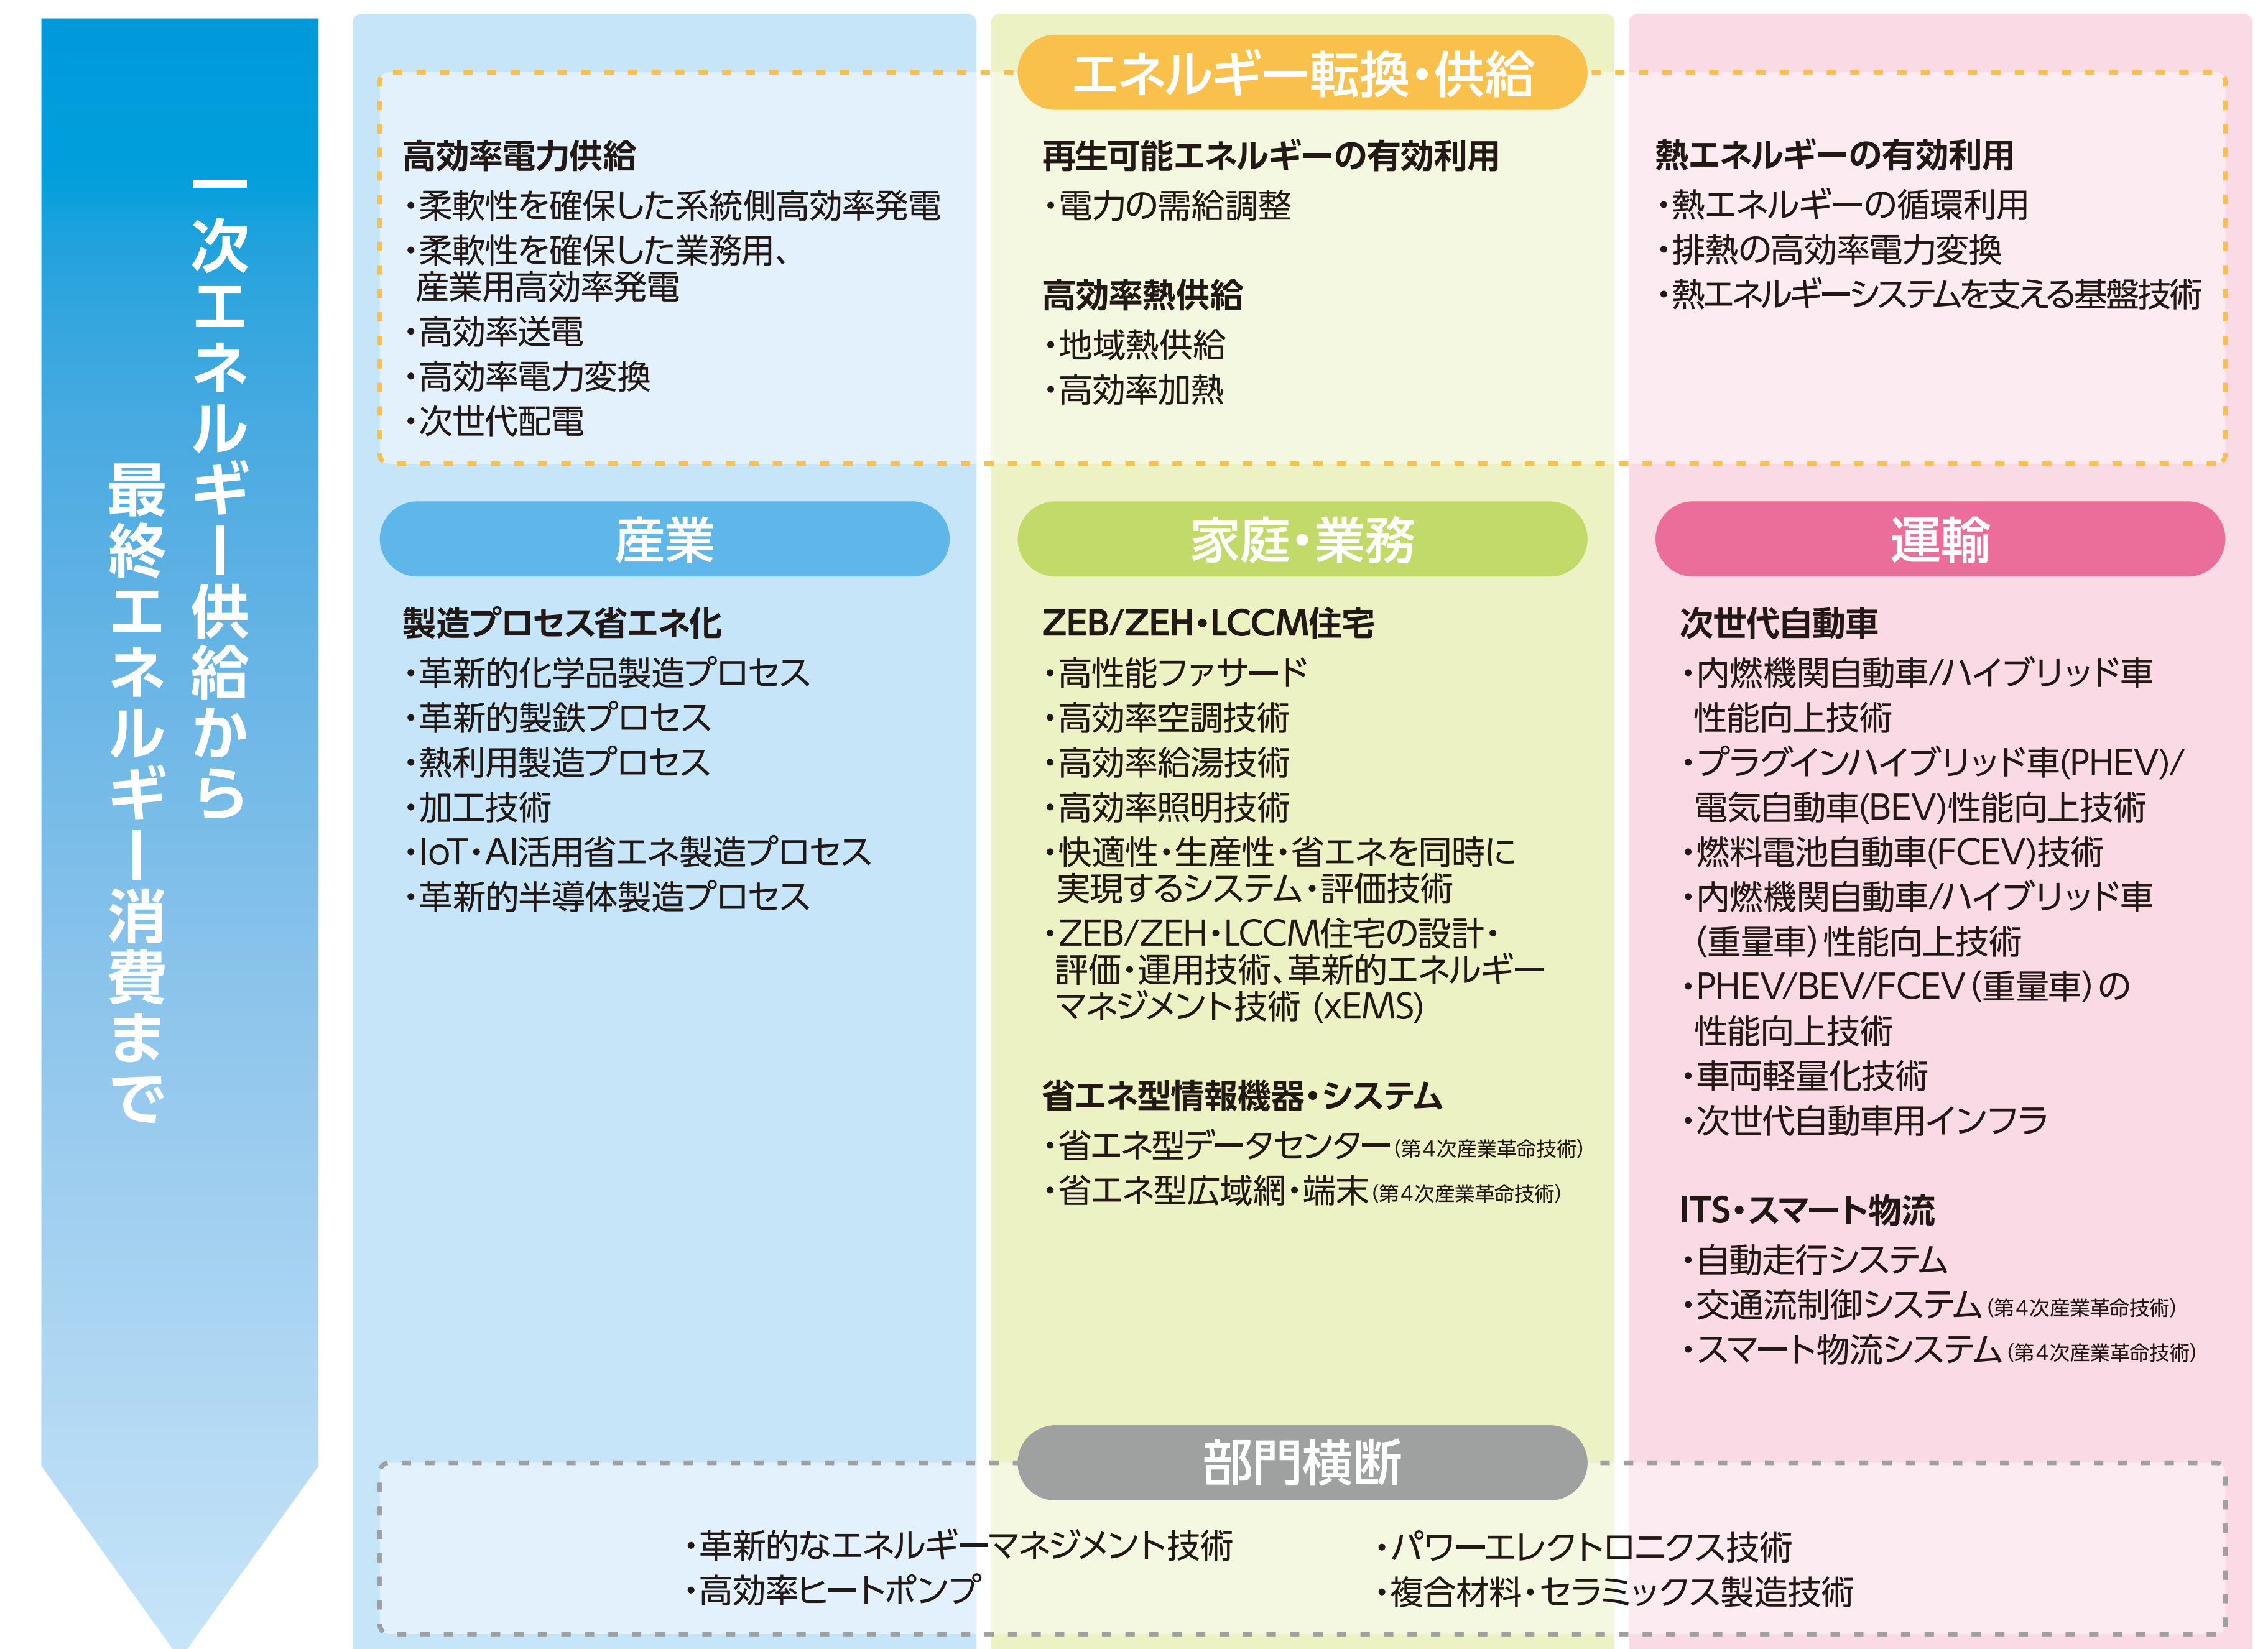 一次エネルギー供給から
最終エネルギー消費まで
エネルギー転換・供給
高効率電力供給
・柔軟性を確保した系統側高効率発電
・柔軟性を確保した業務用、
産業用高効率発電
・高効率送電
・高効率電力変換
・次世代配電
再生可能エネルギーの有効利用
・電力の需給調整
高効率熱供給
・地域熱供給
・高効率加熱
熱エネルギーの有効利用
・熱エネルギーの循環利用
・排熱の高効率電力変換
・熱エネルギーシステムを支える基盤技術
産業
製造プロセス省エネ化
・革新的化学品製造プロセス
・革新的製鉄プロセス
・熱利用製造プロセス
・加工技術
・IoT・AI活用省エネ製造プロセス
・革新的半導体製造プロセス
家庭・業務
ZEB/ZEH・LCCM住宅
・高性能ファサード
・高効率空調技術
・高効率給湯技術
・高効率照明技術
・快適性・生産性・省エネを同時に
実現するシステム・評価技術
・ZEB/ZEH・LCCM住宅の設計・
評価・運用技術、革新的エネルギー
マネジメント技術 (xEMS)
省エネ型情報機器・システム
・省エネ型データセンター（第4次産業革命技術）
・省エネ型広域網・端末（第4次産業革命技術）
運輸
次世代自動車
・内燃機関自動車/ハイブリッド車
性能向上技術
・プラグインハイブリッド車(PHEV)/
電気自動車(BEV)性能向上技術
・燃料電池自動車(FCEV)技術
・内燃機関自動車/ハイブリッド車
（重量車）性能向上技術
・PHEV/BEV/FCEV（重量車）の
性能向上技術
・車両軽量化技術
・次世代自動車用インフラ
ITS・スマート物流
・自動走行システム
・交通流制御システム（第4次産業革命技術）
・スマート物流システム（第4次産業革命技術）
部門横断
・革新的なエネルギーマネジメント技術
・高効率ヒートポンプ
・パワーエレクトロニクス技術
・複合材料・セラミックス製造技術